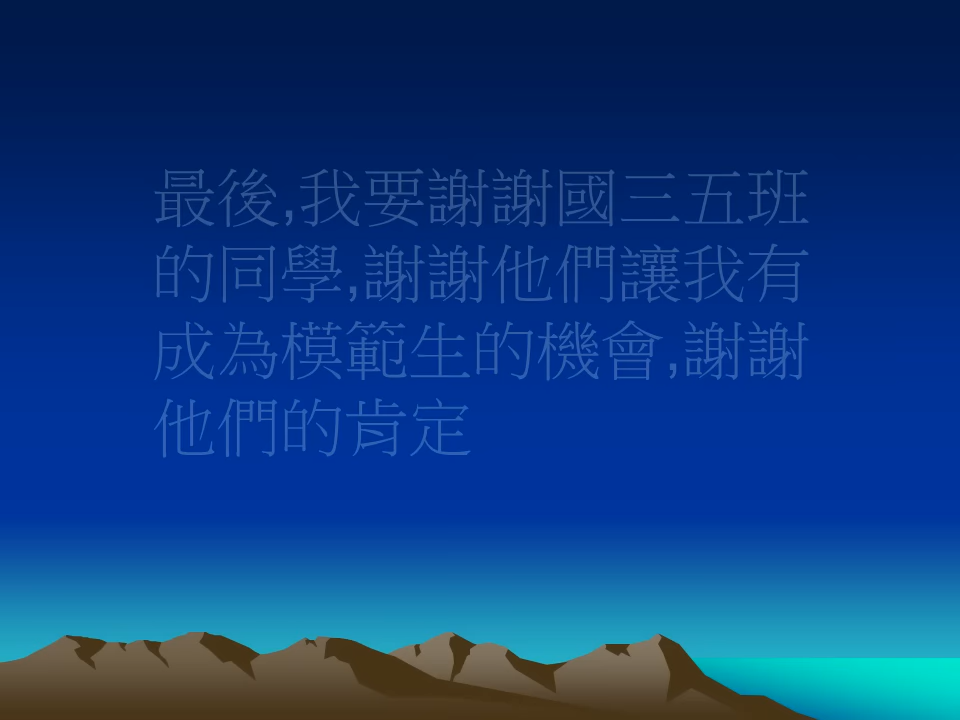 最後,我要謝謝國三五班
的同學,謝謝他們讓我有
成為模範生的機會,謝謝
他們的肯定